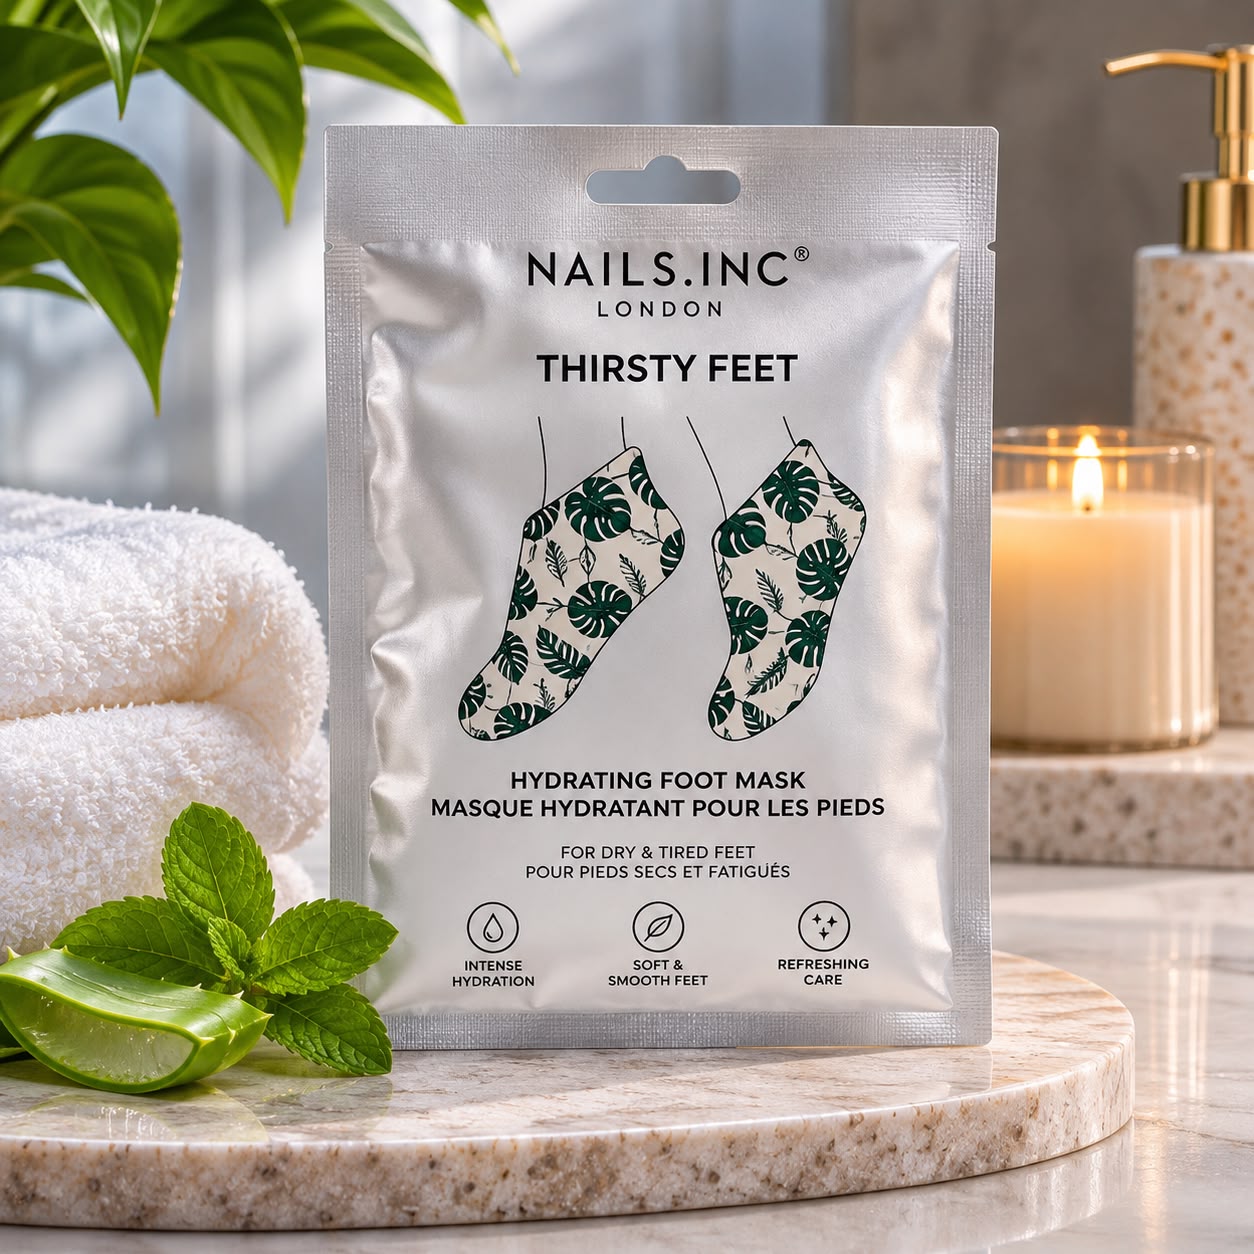 NAILS.INC®
LONDON
THIRSTY FEET
HYDRATING FOOT MASK
MASQUE HYDRATANT POUR LES PIEDS
FOR DRY & TIRED FEET
POUR PIEDS SECS ET FATIGÜÉS
INTENSE
HYDRATION
SOFT &
SMOOTH FEET
REFRESHING
CARE